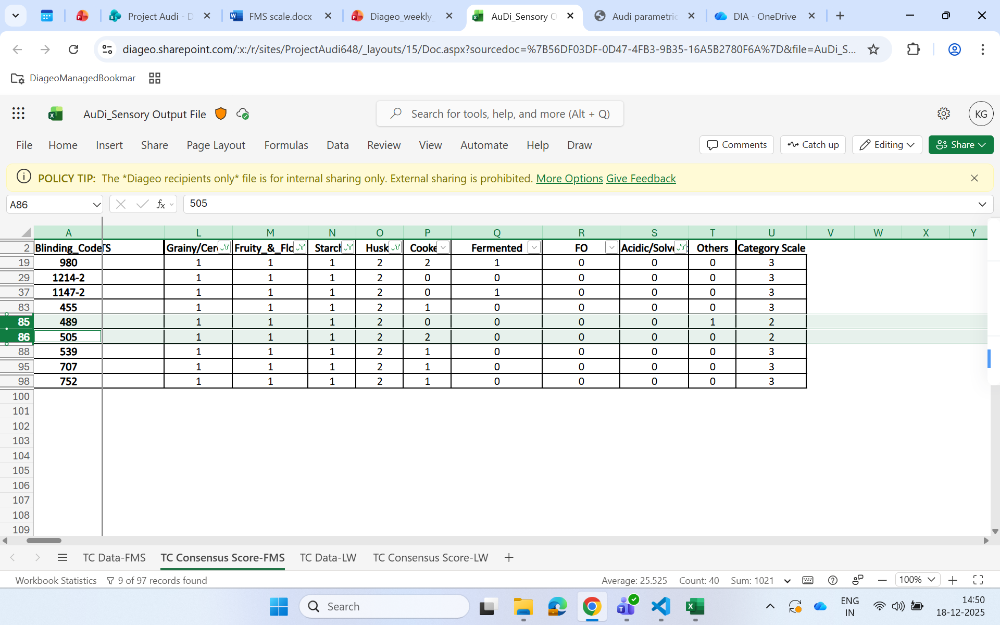 Project Audi - D
FMS scale.docx
Diageo_weekly_
AuDi_Sensory O
Audi parametric
DIA - OneDrive
diageo.sharepoint.com/:x:/r/sites/ProjectAudi648/_layouts/15/Doc.aspx?sourcedoc=%7B56DF03DF-0D47-4FB3-9B35-16A5B2780F6A%7D&file=AuDi_S...
DiageoManagedBookmar
AuDi_Sensory Output File
Search for tools, help, and more (Alt + Q)
KG
File Home Insert Share Page Layout Formulas Data Review View Automate Help Draw
Comments Catch up Editing Share
POLICY TIP: The *Diageo recipients only* file is for internal sharing only. External sharing is prohibited. More Options Give Feedback
A86 fx 505
A L M N O P Q R S T U V W X Y
2 Blinding_CodeTS Grainy/Cer Fruity_&_Flo Starch Husk Cooke Fermented FO Acidic/Solve Others Category Scale
19 980 1 1 1 2 2 1 0 0 0 3
29 1214-2 1 1 1 2 0 0 0 0 0 3
37 1147-2 1 1 1 2 0 1 0 0 0 3
83 455 1 1 1 2 1 0 0 0 0 3
85 489 1 1 1 2 0 0 0 0 1 2
86 505 1 1 1 2 2 0 0 0 0 2
88 539 1 1 1 2 1 0 0 0 0 3
95 707 1 1 1 2 1 0 0 0 0 3
98 752 1 1 1 2 1 0 0 0 0 3
100
101
102
103
104
105
106
107
108
109
TC Data-FMS TC Consensus Score-FMS TC Data-LW TC Consensus Score-LW
Workbook Statistics 9 of 97 records found Average: 25.525 Count: 40 Sum: 1021 100%
Search
ENG
IN
14:50
18-12-2025